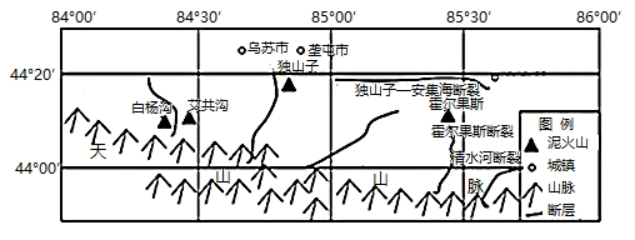 84°00′ 84°30′ 85°00′ 85°30′ 86°00′
乌苏市 垄屯市
44°20′
独山子
独山子—安集海断裂
白杨沟 艾其沟
霍尔果斯
霍尔果斯断裂
图 例
泥火山
城镇
山脉
断层
清水河断裂
44°00′
天 山 山 脉